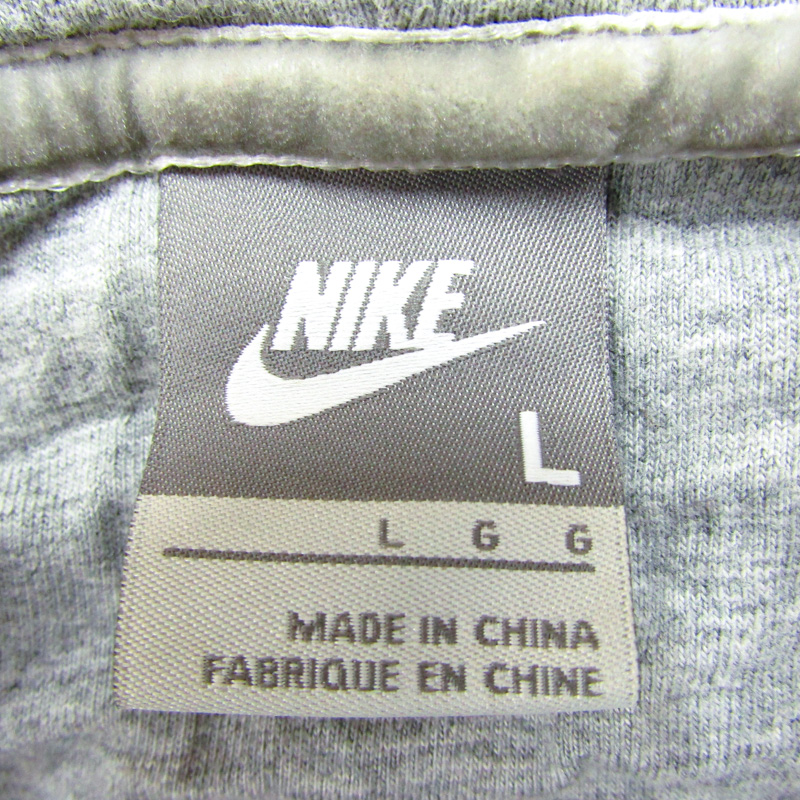 NIKE
L
L G G
MADE IN CHINA
FABRIQUE EN CHINE